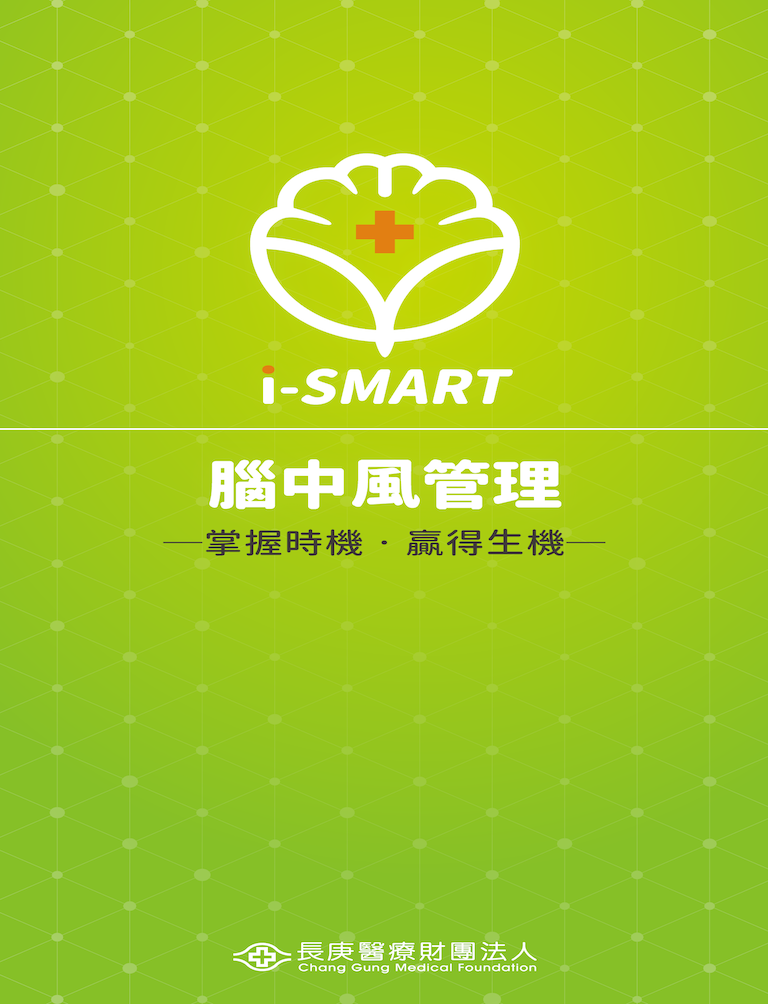 i-SMART
腦中風管理
—掌握時機・贏得生機—
長庚醫療財團法人
Chang Gung Medical Foundation